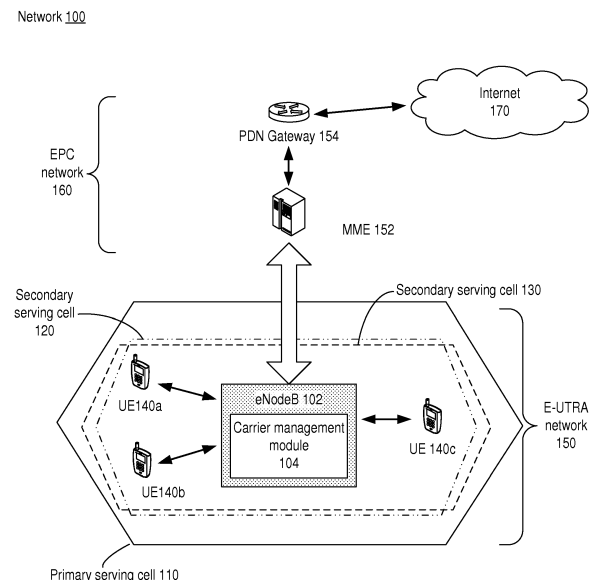 Network 100
Internet
170
PDN Gateway 154
EPC
network
160
MME 152
Secondary
serving cell
120
Secondary serving cell 130
UE140a
eNodeB 102
Carrier management
module
104
UE 140c
E-UTRA
network
150
UE140b
Primary serving cell 110